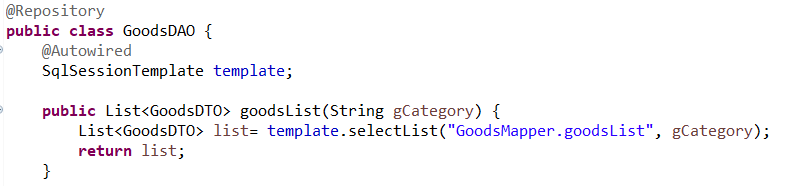 @Repository
public class GoodsDAO {
    @Autowired
    SqlSessionTemplate template;

    public List<GoodsDTO> goodsList(String gCategory) {
        List<GoodsDTO> list= template.selectList("GoodsMapper.goodsList", gCategory);
        return list;
    }